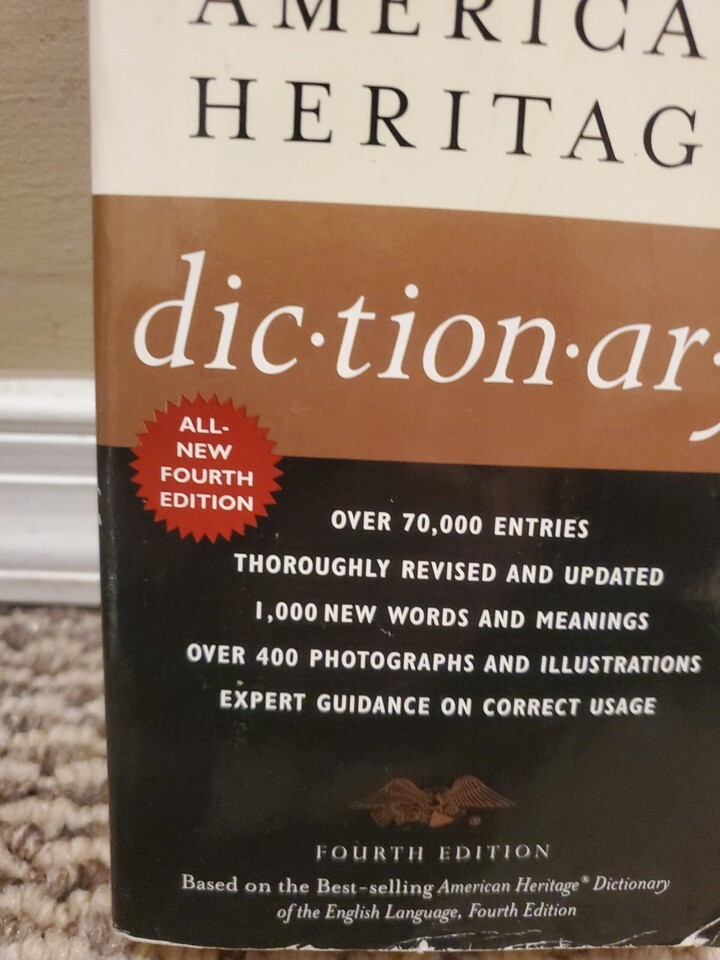 AMERICA
HERITAG
dic·tion·ary
ALL-
NEW
FOURTH
EDITION
OVER 70,000 ENTRIES
THOROUGHLY REVISED AND UPDATED
1,000 NEW WORDS AND MEANINGS
OVER 400 PHOTOGRAPHS AND ILLUSTRATIONS
EXPERT GUIDANCE ON CORRECT USAGE
®
FOURTH EDITION
Based on the Best-selling American Heritage® Dictionary
of the English Language, Fourth Edition